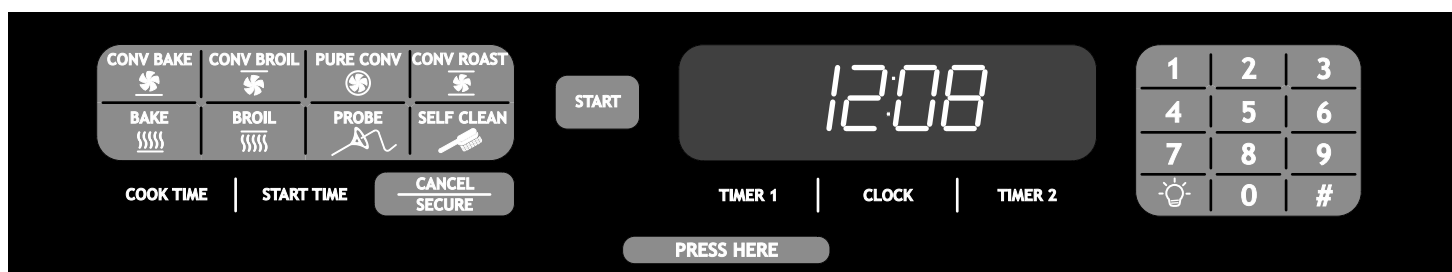 CONV BAKE CONV BROIL PURE CONV CONV ROAST
BAKE BROIL PROBE SELF CLEAN
COOK TIME START TIME CANCEL
SECURE
START
12:08
TIMER 1 CLOCK TIMER 2
PRESS HERE
1 2 3
4 5 6
7 8 9
0 #